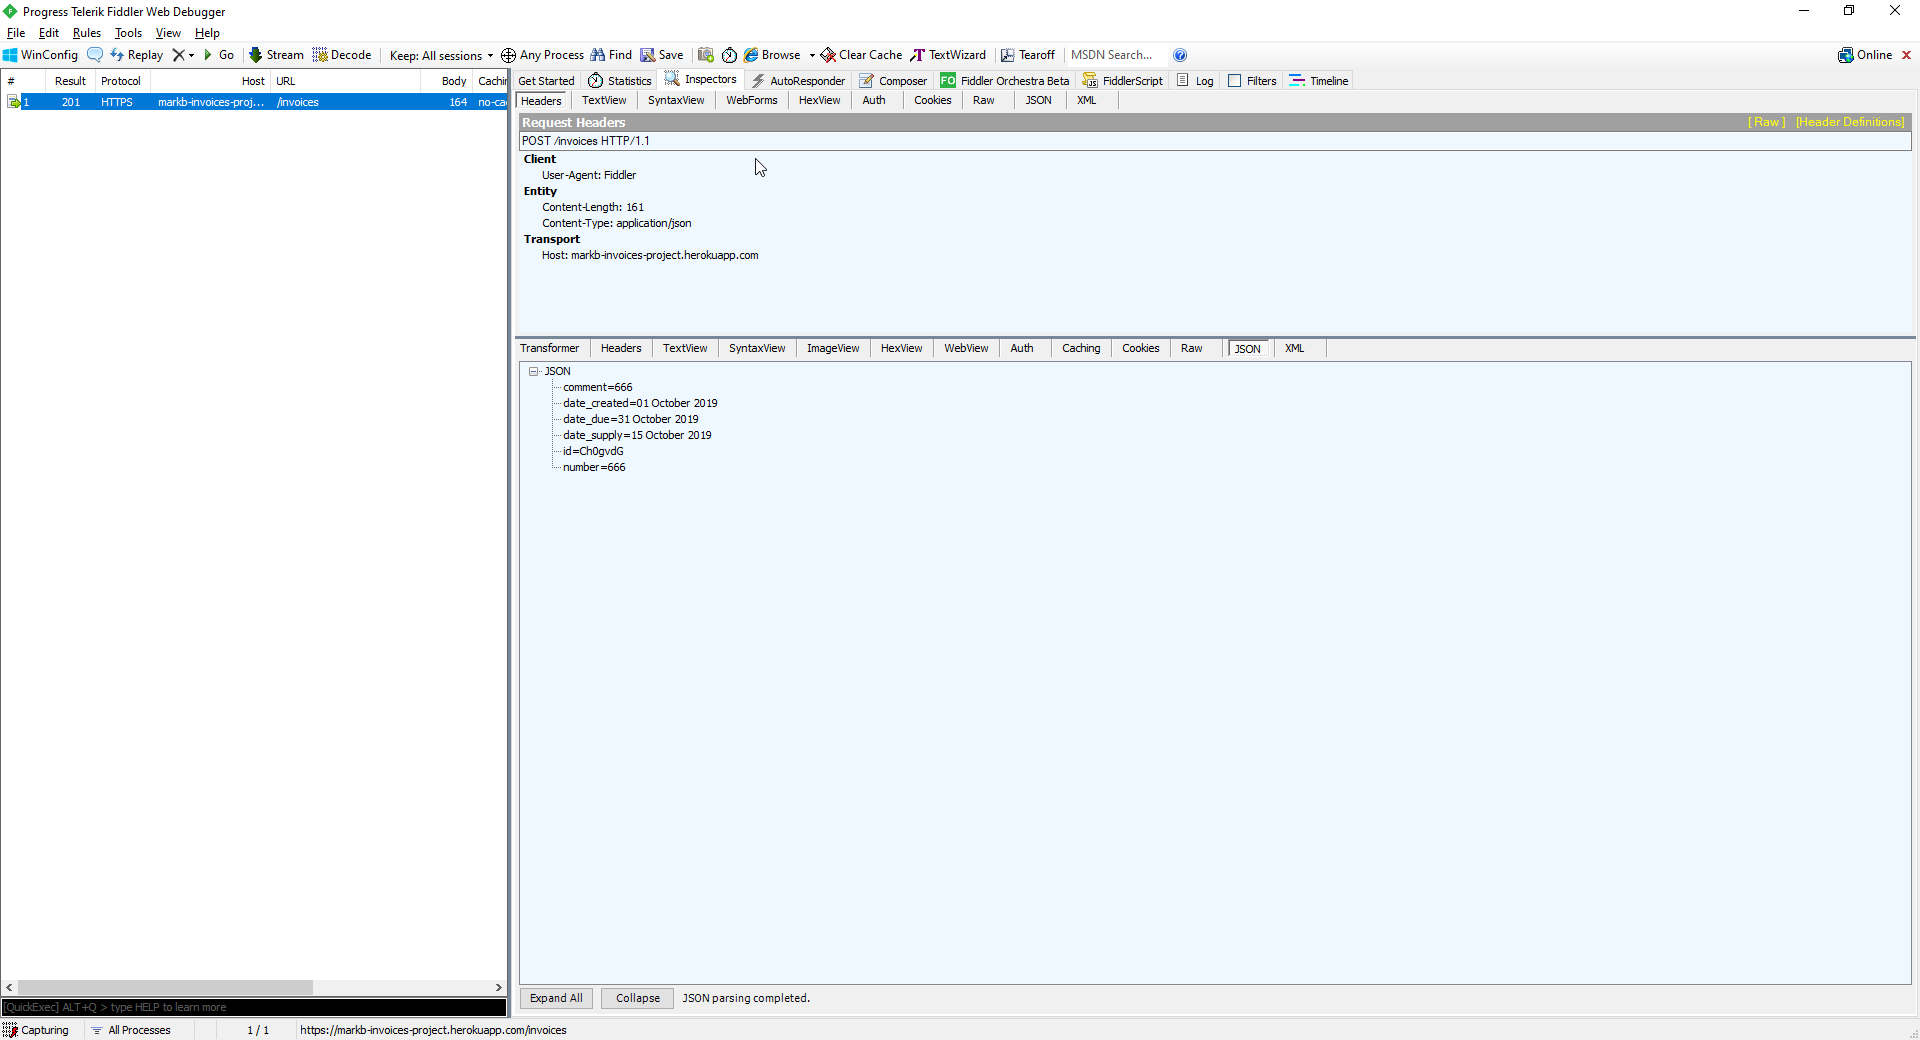 Progress Telerik Fiddler Web Debugger
File Edit Rules Tools View Help
WinConfig Replay Go Stream Decode Keep: All sessions Any Process Find Save Browse Clear Cache TextWizard Tearoff MSDN Search... Online
# Result Protocol Host URL Body Cachin
1 201 HTTPS markb-invoices-proj... /invoices 164 no-ca
Get Started Statistics Inspectors AutoResponder Composer FO Fiddler Orchestra Beta FiddlerScript Log Filters Timeline
Headers TextView SyntaxView WebForms HexView Auth Cookies Raw JSON XML
Request Headers [ Raw ] [Header Definitions]
POST /invoices HTTP/1.1
Client
User-Agent: Fiddler
Entity
Content-Length: 161
Content-Type: application/json
Transport
Host: markb-invoices-project.herokuapp.com
Transformer Headers TextView SyntaxView ImageView HexView WebView Auth Caching Cookies Raw JSON XML
JSON
comment=666
date_created=01 October 2019
date_due=31 October 2019
date_supply=15 October 2019
id=Ch0gvdG
number=666
Expand All Collapse JSON parsing completed.
[QuickExec] ALT+Q > type HELP to learn more
Capturing All Processes 1 / 1 https://markb-invoices-project.herokuapp.com/invoices